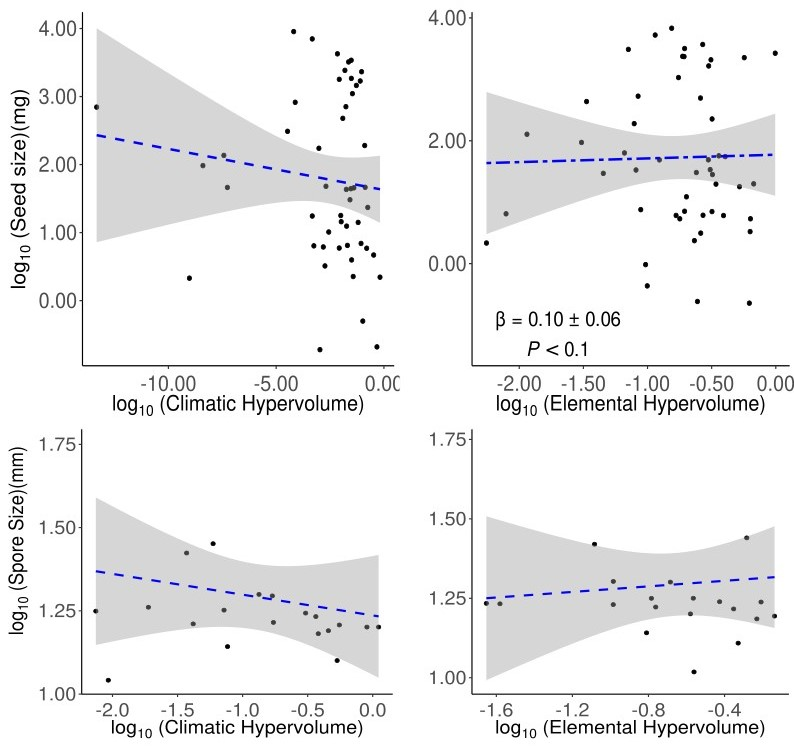 log10 (Seed size)(mg)
4.00
3.00
2.00
1.00
0.00
-10.00 -5.00 0.00
log10 (Climatic Hypervolume)
4.00
2.00
0.00
β = 0.10 ± 0.06
P < 0.1
-2.00 -1.50 -1.00 -0.50 0.00
log10 (Elemental Hypervolume)
log10 (Spore Size)(mm)
1.75
1.50
1.25
1.00
-2.0 -1.5 -1.0 -0.5 0.0
log10 (Climatic Hypervolume)
1.75
1.50
1.25
1.00
-1.6 -1.2 -0.8 -0.4
log10 (Elemental Hypervolume)